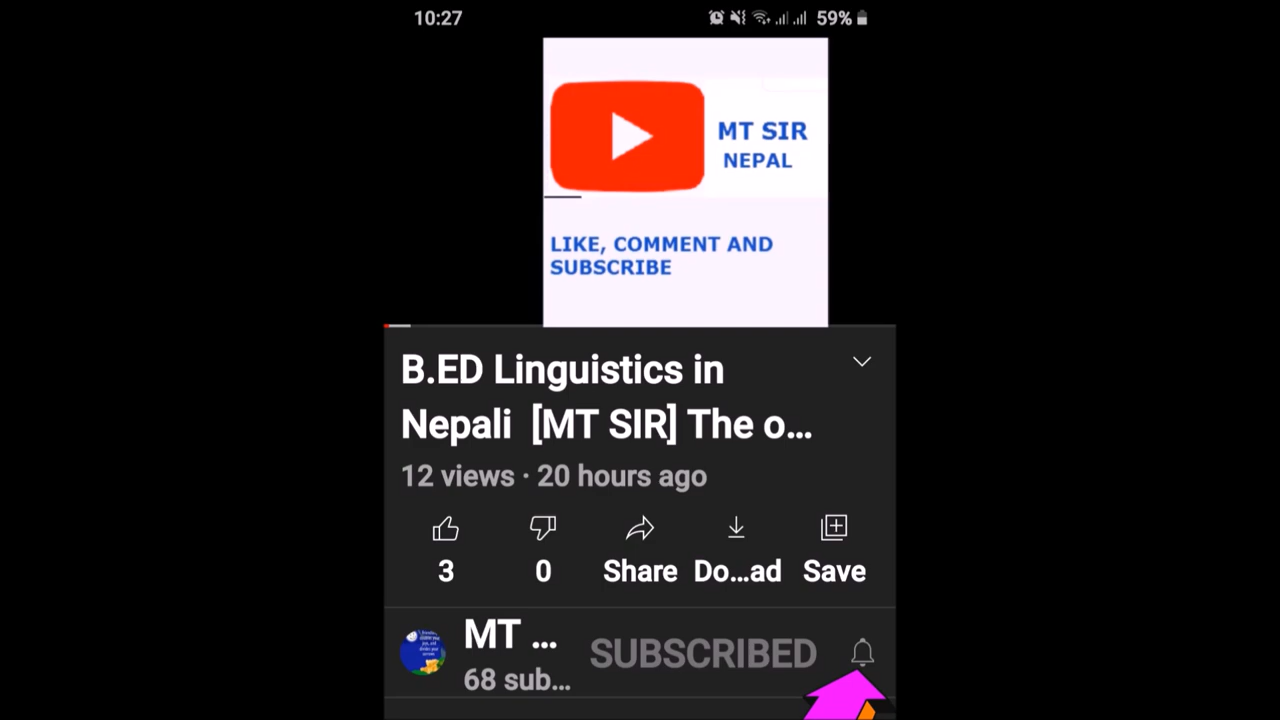 10:27
59%
MT SIR
NEPAL
LIKE, COMMENT AND
SUBSCRIBE
B.ED Linguistics in
Nepali [MT SIR] The o...
12 views · 20 hours ago
3
0
Share
Do...ad
Save
MT ...
SUBSCRIBED
68 sub...